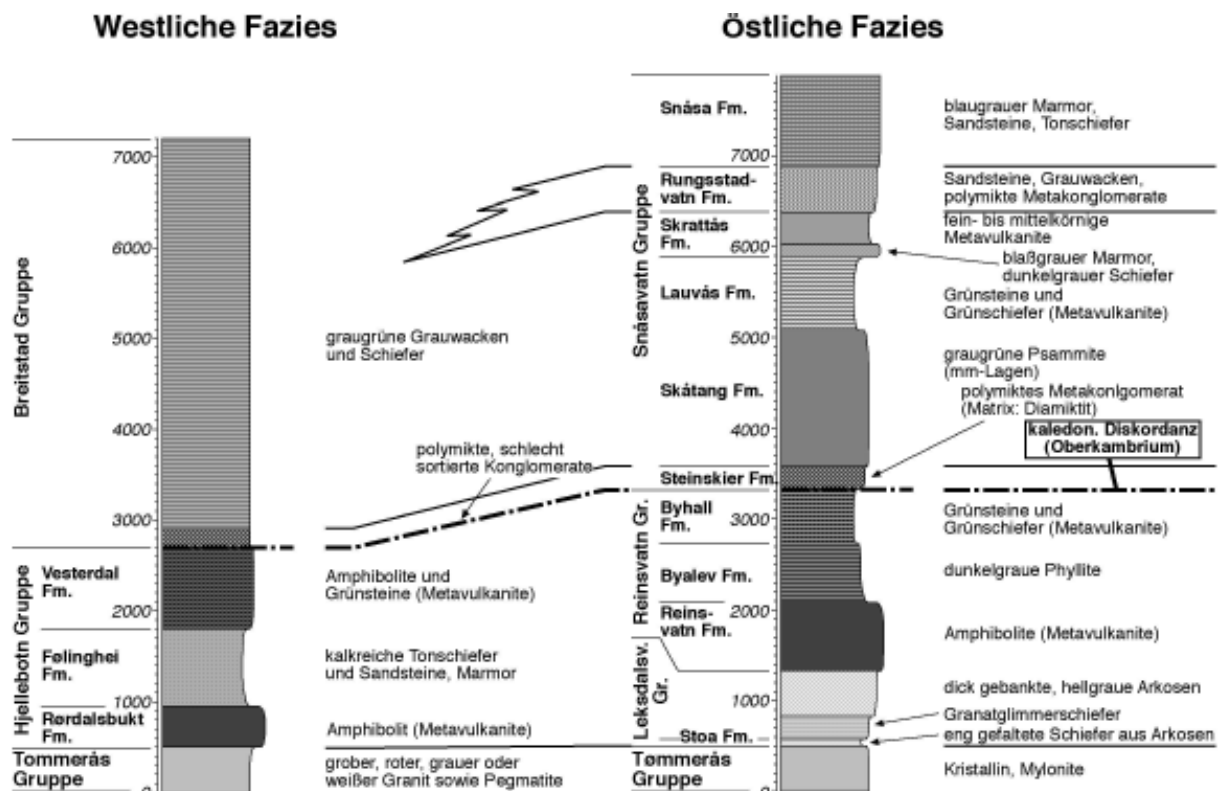 Westliche Fazies
Breitstad Gruppe
Hjellebotn Gruppe
7000
6000
5000
4000
3000
2000
1000
0
graugrüne Grauwacken
und Schiefer
polymikte, schlecht
sortierte Konglomerate
Vesterdal
Fm.
Amphibolite und
Grünsteine (Metavulkanite)
Følinghei
Fm.
kalkreiche Tonschiefer
und Sandsteine, Marmor
Rørdalsbukt
Fm.
Amphibolit (Metavulkanite)
Tommerås
Gruppe
grober, roter, grauer oder
weißer Granit sowie Pegmatite
Östliche Fazies
Snåsavatn Gruppe
Reinsvatn Gr.
Leksdalsv.
Gr.
7000
6000
5000
4000
3000
2000
1000
0
Snåsa Fm.
blaugrauer Marmor,
Sandsteine, Tonschiefer
Rungsstad-
vatn Fm.
Sandsteine, Grauwacken,
polymikte Metakonglomerate
Skrattås
Fm.
fein- bis mittelkörnige
Metavulkanite
blaßgrauer Marmor,
dunkelgrauer Schiefer
Lauvås Fm.
Grünsteine und
Grünschiefer (Metavulkanite)
Skåtang Fm.
graugrüne Psammite
(mm-Lagen)
polymiktes Metakonlgomerat
(Matrix: Diamiktit)
kaledon. Diskordanz
(Oberkambrium)
Steinskier Fm.
Byhall
Fm.
Grünsteine und
Grünschiefer (Metavulkanite)
Byalev Fm.
dunkelgraue Phyllite
Reins-
vatn Fm.
Amphibolite (Metavulkanite)
dick gebankte, hellgraue Arkosen
Granatglimmerschiefer
Stoa Fm.
eng gefaltete Schiefer aus Arkosen
Tømmerås
Gruppe
Kristallin, Mylonite